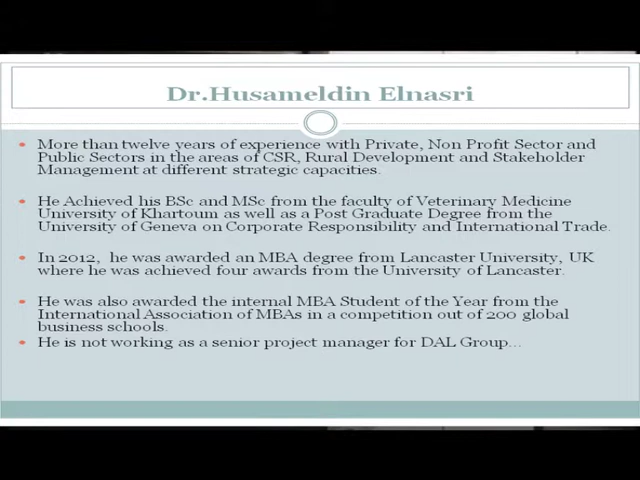 Dr.Husameldin Elnasri
• More than twelve years of experience with Private, Non Profit Sector and
Public Sectors in the areas of CSR, Rural Development and Stakeholder
Management at different strategic capacities.
• He Achieved his BSc and MSc from the faculty of Veterinary Medicine
University of Khartoum as well as a Post Graduate Degree from the
University of Geneva on Corporate Responsibility and International Trade.
• In 2012, he was awarded an MBA degree from Lancaster University, UK
where he was achieved four awards from the University of Lancaster.
• He was also awarded the internal MBA Student of the Year from the
International Association of MBAs in a competition out of 200 global
business schools.
• He is not working as a senior project manager for DAL Group...